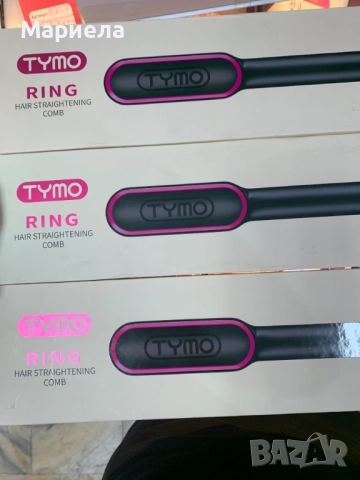 Мариела
TYMO
RING
HAIR STRAIGHTENING
COMB
TYMO
TYMO
RING
HAIR STRAIGHTENING
COMB
TYMO
TYMO
RING
HAIR STRAIGHTENING
COMB
TYMO
BAZAR